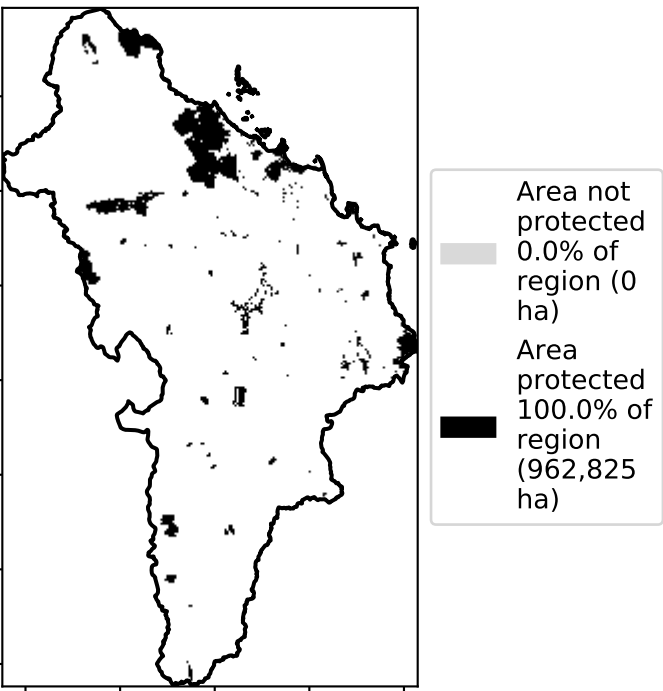 Area not
protected
0.0% of
region (0
ha)
Area
protected
100.0% of
region
(962,825
ha)